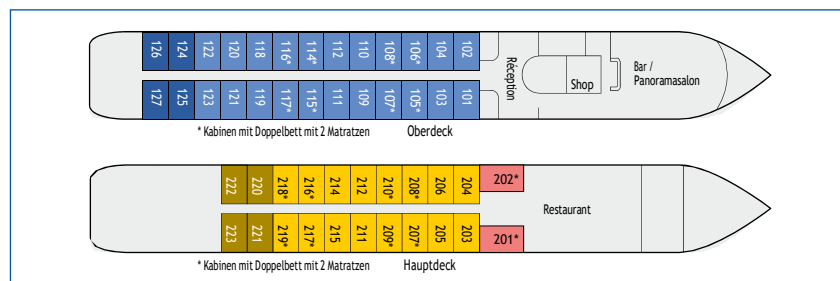 126 124 122 120 118 116* 114* 112 110 108* 106* 104 102
Réception
Shop
Bar /
Panoramasalon
127 125 123 121 119 117* 115* 111 109 107* 105* 103 101
* Kabinen mit Doppelbett mit 2 Matratzen
Oberdeck
222 220 218* 216* 214 212 210* 208* 206 204 202*
Restaurant
223 221 219* 217* 215 211 209* 207* 205 203 201*
* Kabinen mit Doppelbett mit 2 Matratzen
Hauptdeck